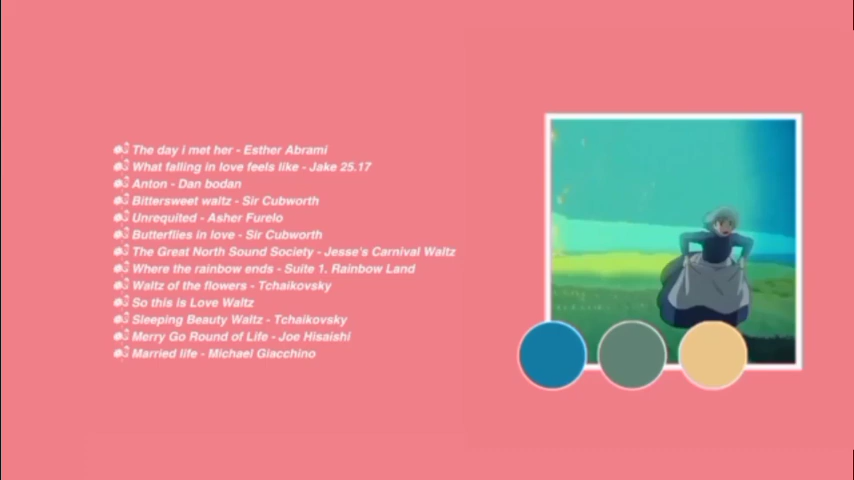 The day i met her - Esther Abrami
What falling in love feels like - Jake 25.17
Anton - Dan bodan
Bittersweet waltz - Sir Cubworth
Unrequited - Asher Furelo
Butterflies in love - Sir Cubworth
The Great North Sound Society - Jesse's Carnival Waltz
Where the rainbow ends - Suite 1. Rainbow Land
Waltz of the flowers - Tchaikovsky
So this is Love Waltz
Sleeping Beauty Waltz - Tchaikovsky
Merry Go Round of Life - Joe Hisaishi
Married life - Michael Giacchino